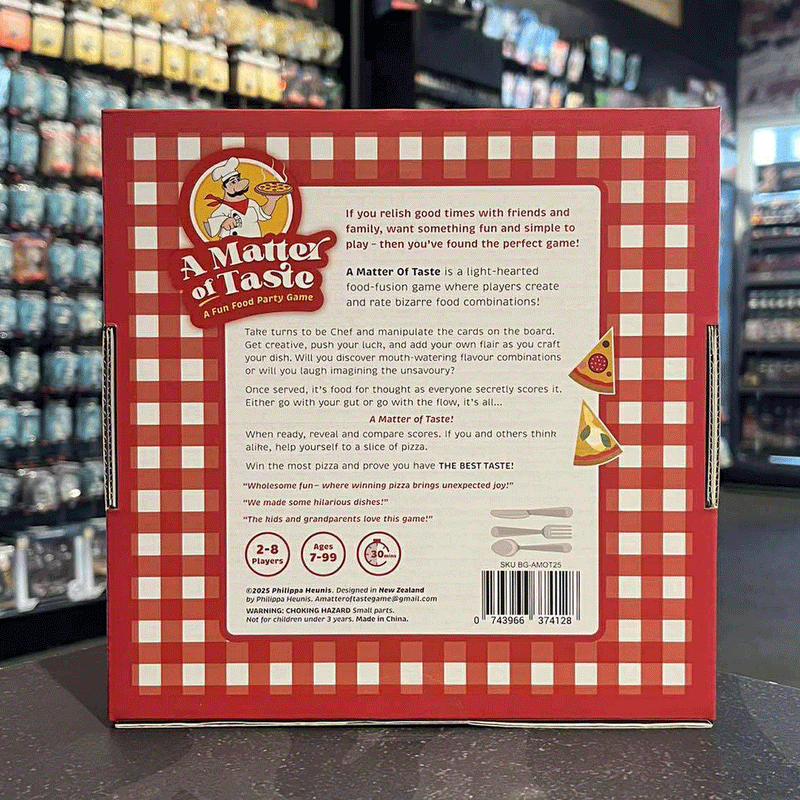 A Matter
of Taste
A Fun Food Party Game
If you relish good times with friends and
family, want something fun and simple to
play – then you've found the perfect game!
A Matter Of Taste is a light-hearted
food-fusion game where players create
and rate bizarre food combinations!
Take turns to be Chef and manipulate the cards on the board.
Get creative, push your luck, and add your own flair as you craft
your dish. Will you discover mouth-watering flavour combinations
or will you laugh imagining the unsavoury?
Once served, it's food for thought as everyone secretly scores it.
Either go with your gut or go with the flow, it's all...
A Matter of Taste!
When ready, reveal and compare scores. If you and others think
alike, help yourself to a slice of pizza.
Win the most pizza and prove you have THE BEST TASTE!
"Wholesome fun– where winning pizza brings unexpected joy!"
"We made some hilarious dishes!"
"The kids and grandparents love this game!"
2-8
Players
Ages
7-99
30mins
SKU BG-AMOT25
©2025 Philippa Heunis. Designed in New Zealand
by Philippa Heunis. Amatteroftastegame@gmail.com
WARNING: CHOKING HAZARD Small parts.
Not for children under 3 years. Made in China.
0 743966 374128